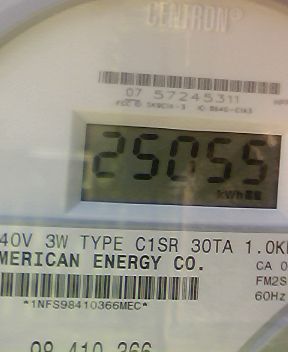 CENTRON®
07 57245311
25055
kWh
40V 3W TYPE C1SR 30TA 1.0K
MERICAN ENERGY CO.
CA 0
FM2S
60Hz
*1NFS98410366MEC*
98 410 366